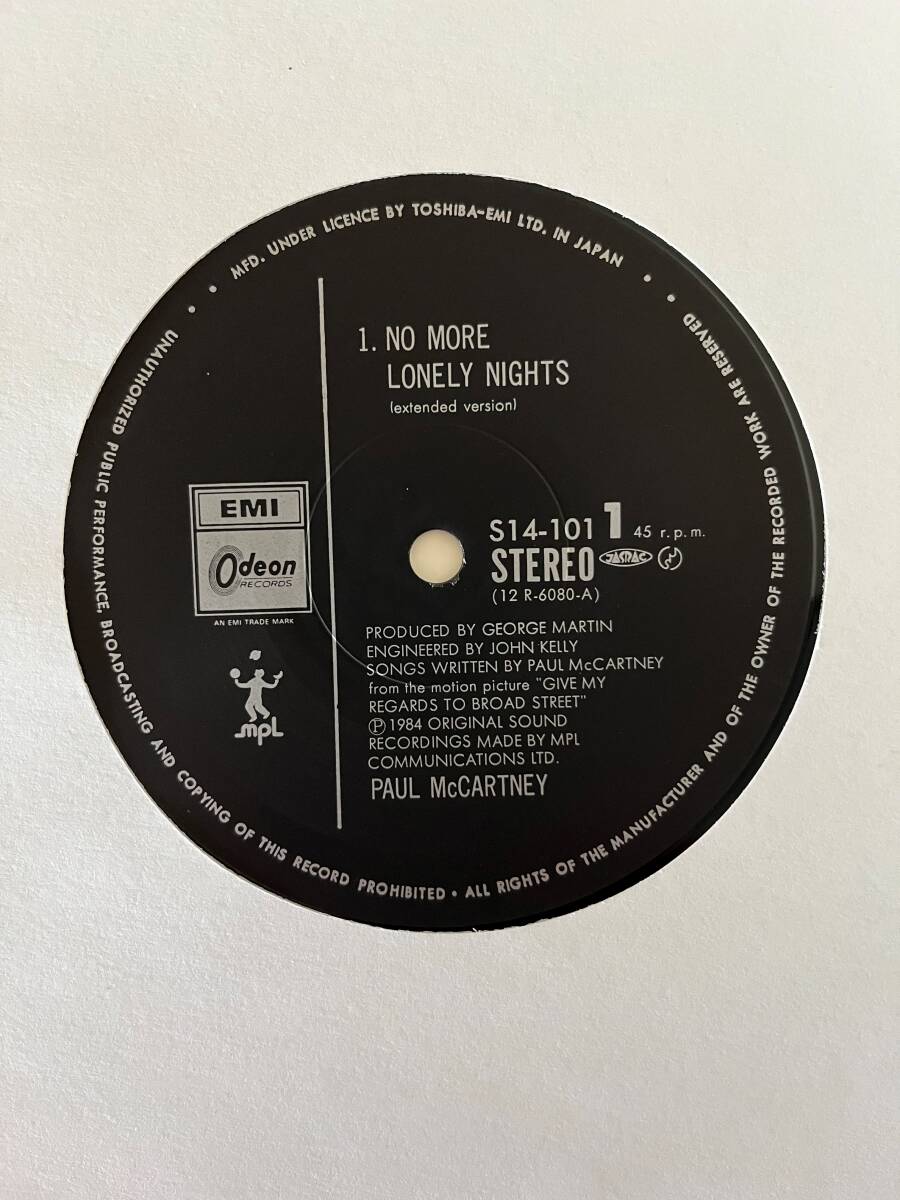 MFD. UNDER LICENCE BY TOSHIBA-EMI LTD. IN JAPAN
1. NO MORE
LONELY NIGHTS
(extended version)
EMI
Odeon
RECORDS
AN EMI TRADE MARK
mpL
S14-101 1 45 r.p.m.
STEREO JASRAC
(12 R-6080-A)
PRODUCED BY GEORGE MARTIN
ENGINEERED BY JOHN KELLY
SONGS WRITTEN BY PAUL McCARTNEY
from the motion picture "GIVE MY
REGARDS TO BROAD STREET"
Ⓟ1984 ORIGINAL SOUND
RECORDINGS MADE BY MPL
COMMUNICATIONS LTD.
PAUL McCARTNEY
UNAUTHORIZED PUBLIC PERFORMANCE, BROADCASTING AND COPYING OF THIS RECORD PROHIBITED • ALL RIGHTS OF THE MANUFACTURER AND OF THE OWNER OF THE RECORDED WORK ARE RESERVED